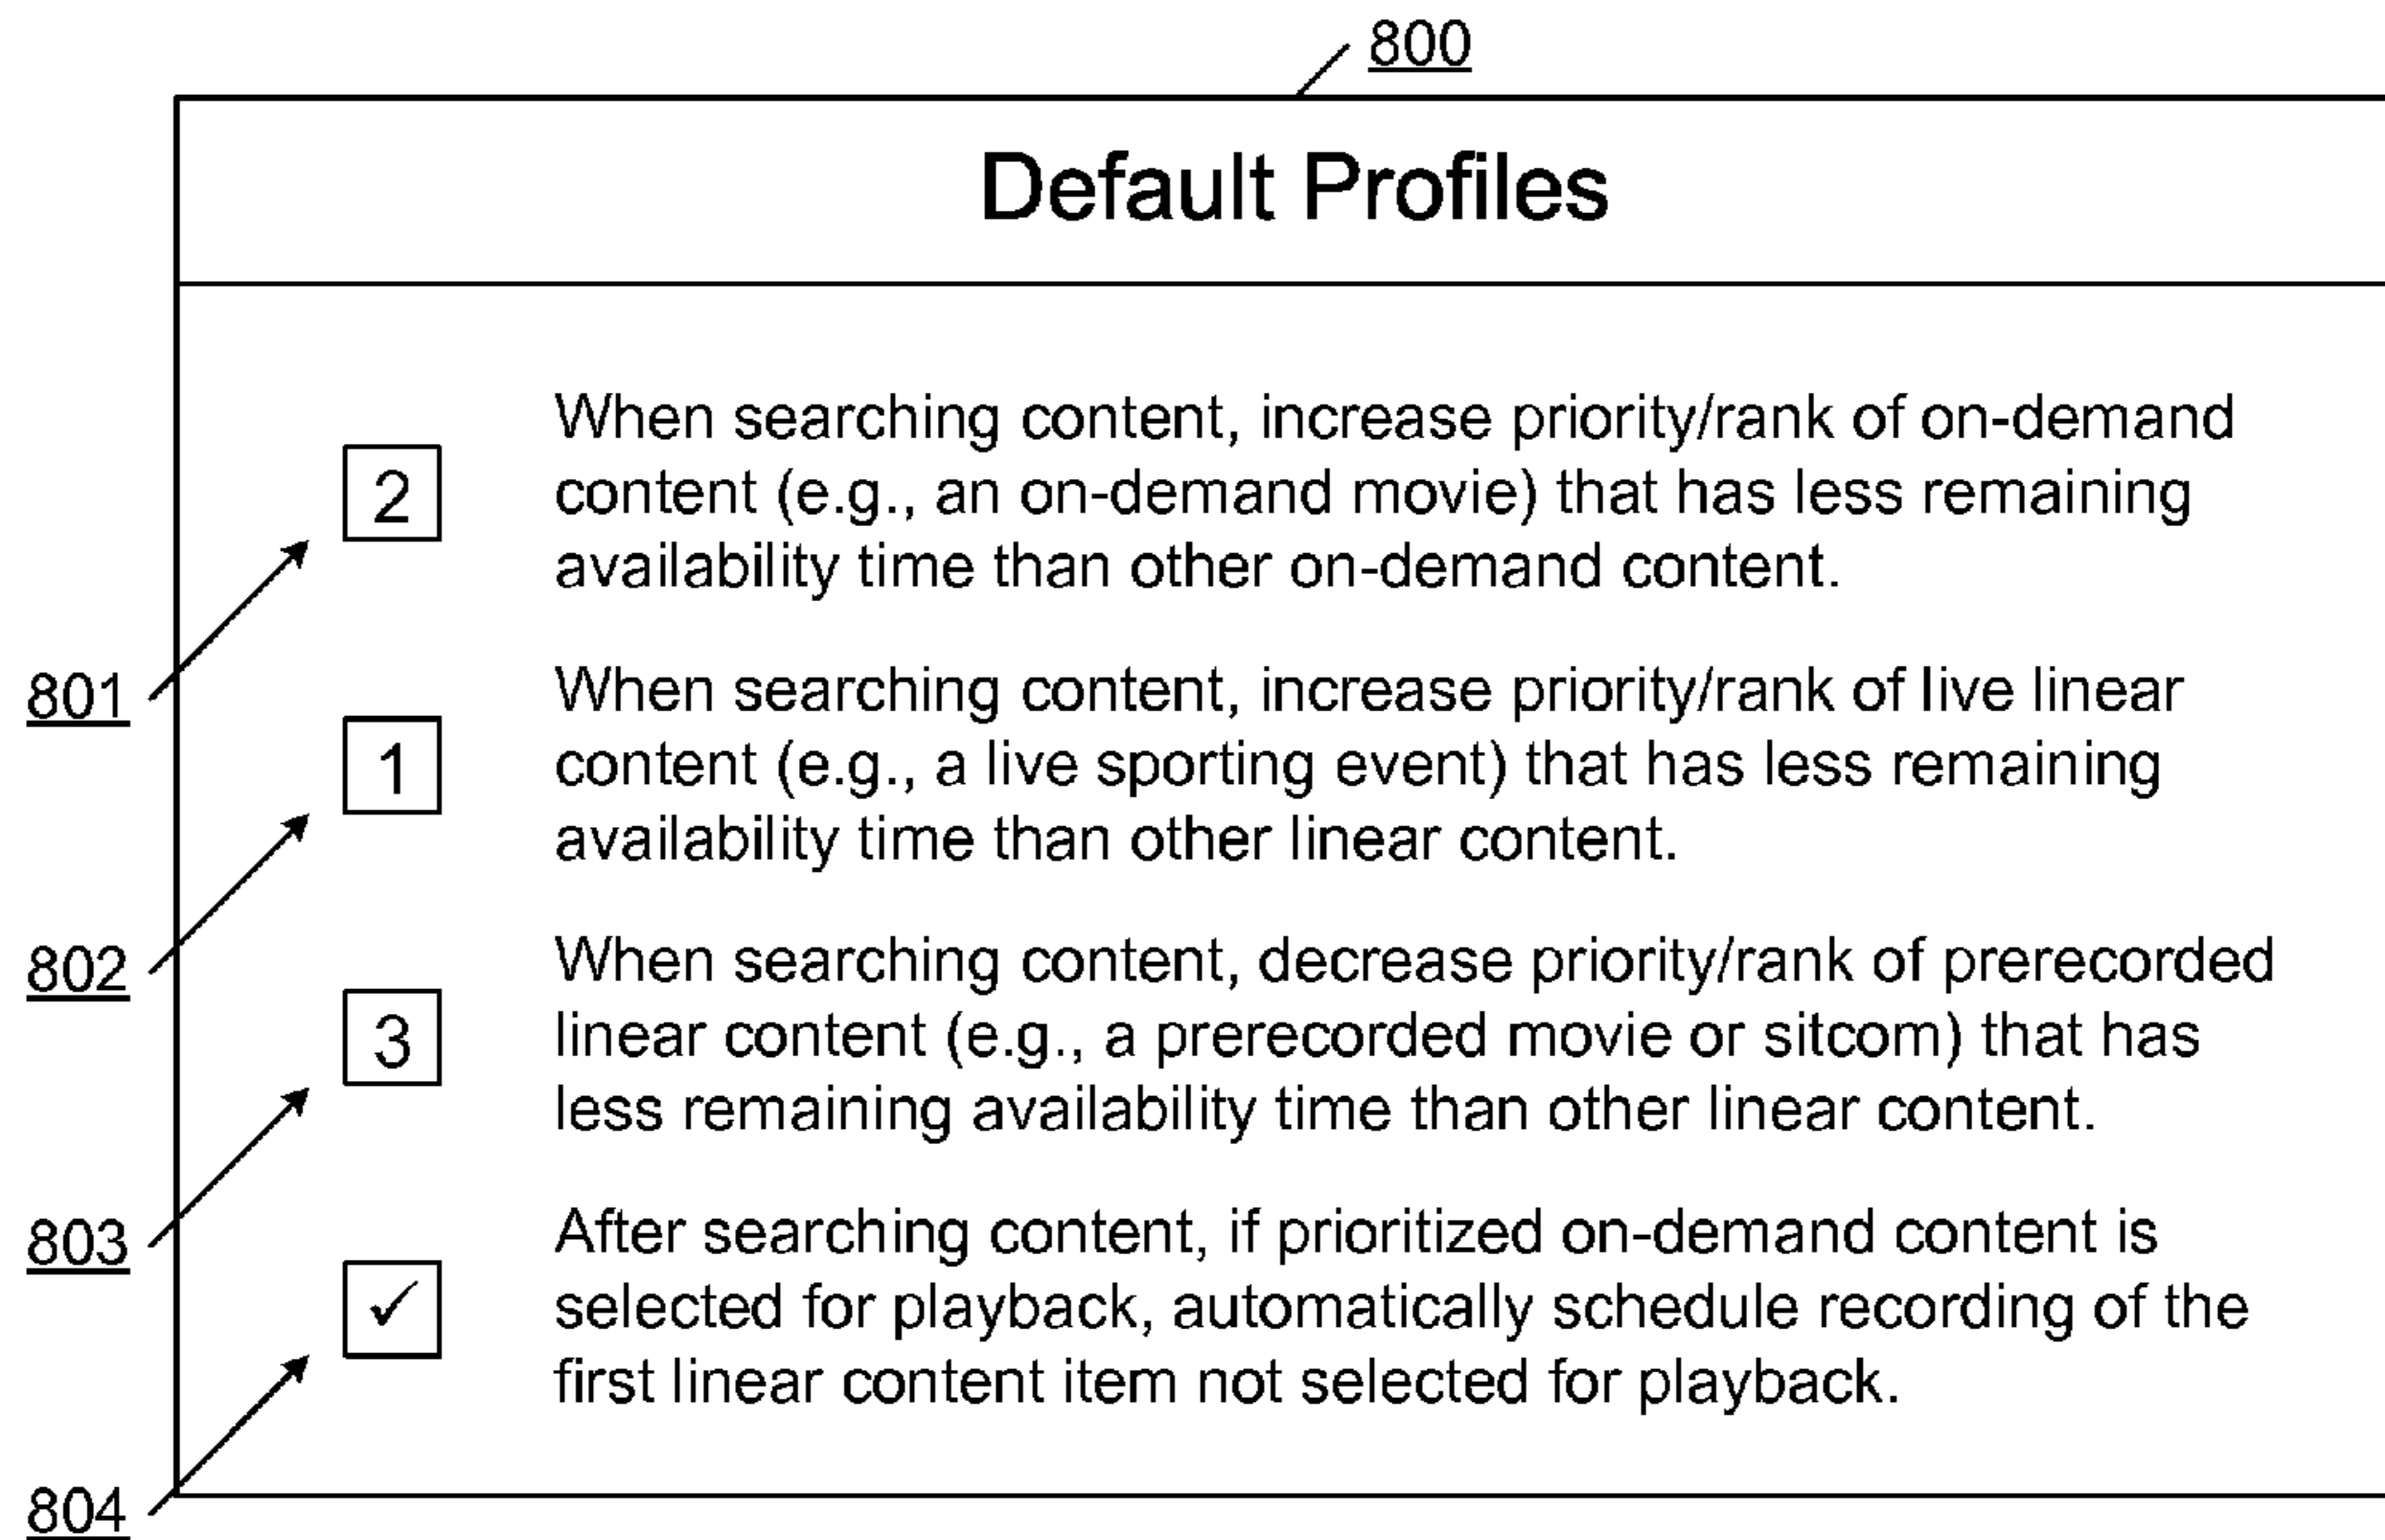 800
Default Profiles
2
When searching content, increase priority/rank of on-demand
content (e.g., an on-demand movie) that has less remaining
availability time than other on-demand content.
801
1
When searching content, increase priority/rank of live linear
content (e.g., a live sporting event) that has less remaining
availability time than other linear content.
802
3
When searching content, decrease priority/rank of prerecorded
linear content (e.g., a prerecorded movie or sitcom) that has
less remaining availability time than other linear content.
803
✓
After searching content, if prioritized on-demand content is
selected for playback, automatically schedule recording of the
first linear content item not selected for playback.
804